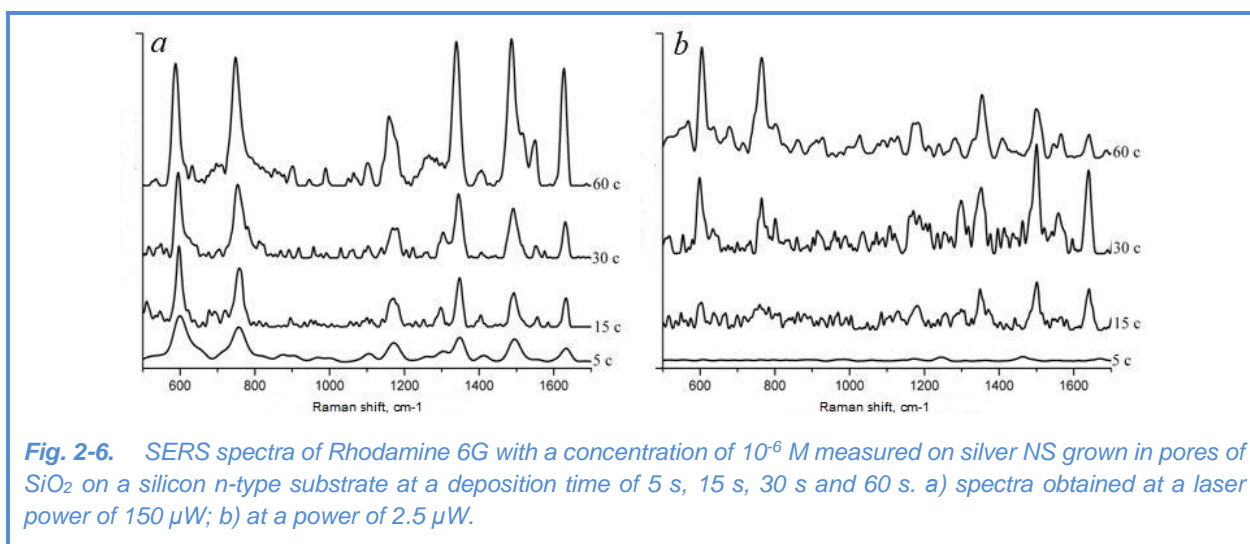 a
b
60 c
60 c
30 c
30 c
15 c
15 c
5 c
5 c
600 800 1000 1200 1400 1600
600 800 1000 1200 1400 1600
Raman shift, cm-1
Raman shift, cm-1
Fig. 2-6. SERS spectra of Rhodamine 6G with a concentration of 10⁻⁶ M measured on silver NS grown in pores of
SiO₂ on a silicon n-type substrate at a deposition time of 5 s, 15 s, 30 s and 60 s. a) spectra obtained at a laser
power of 150 µW; b) at a power of 2.5 µW.